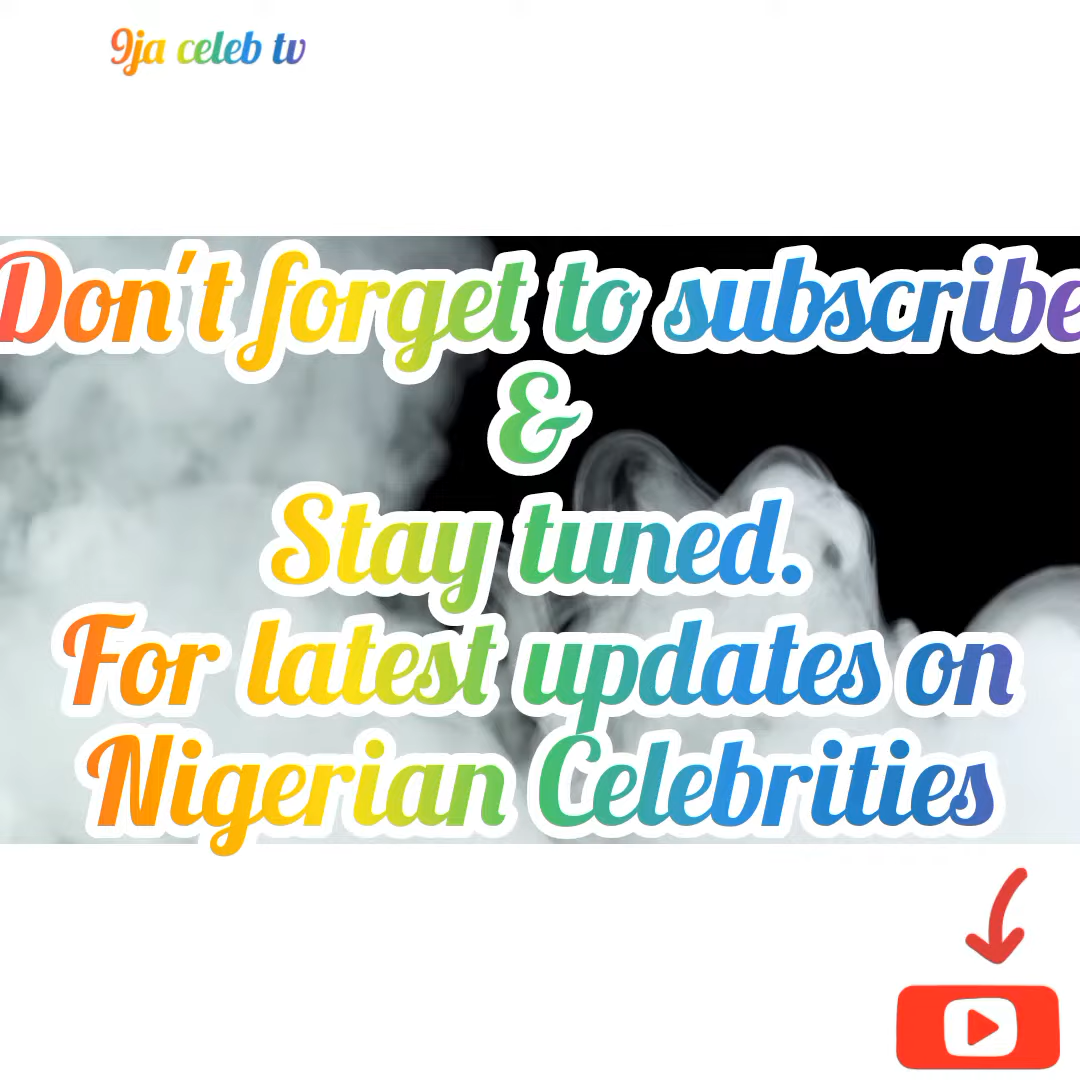 9ja celeb tv
Don't forget to subscribe
&
Stay tuned.
For latest updates on
Nigerian Celebrities